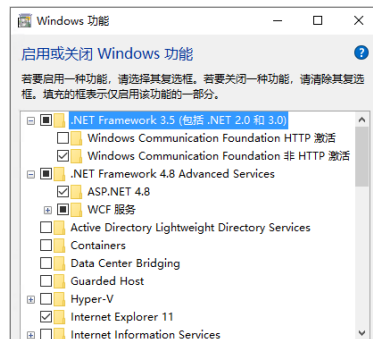 Windows 功能
启用或关闭 Windows 功能
若要启用一种功能，请选择其复选框。若要关闭一种功能，请清除其复选
框。填充的框表示仅启用该功能的一部分。
.NET Framework 3.5 (包括 .NET 2.0 和 3.0)
Windows Communication Foundation HTTP 激活
Windows Communication Foundation 非 HTTP 激活
.NET Framework 4.8 Advanced Services
ASP.NET 4.8
WCF 服务
Active Directory Lightweight Directory Services
Containers
Data Center Bridging
Guarded Host
Hyper-V
Internet Explorer 11
Internet Information Services